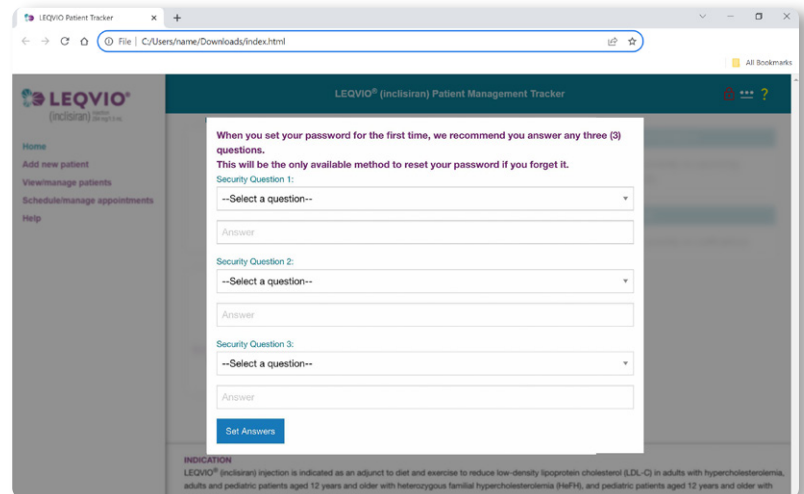 LEQVIO Patient Tracker
File | C:/Users/name/Downloads/index.html
All Bookmarks
LEQVIO®
(inclisiran)
LEQVIO® (inclisiran) Patient Management Tracker
?
Home
Add new patient
View/manage patients
Schedule/manage appointments
Help
When you set your password for the first time, we recommend you answer any three (3)
questions.
This will be the only available method to reset your password if you forget it.
Security Question 1:
--Select a question--
Answer
Security Question 2:
--Select a question--
Answer
Security Question 3:
--Select a question--
Answer
Set Answers
INDICATION
LEQVIO® (inclisiran) injection is indicated as an adjunct to diet and exercise to reduce low-density lipoprotein cholesterol (LDL-C) in adults with hypercholesterolemia,
adults and pediatric patients aged 12 years and older with heterozygous familial hypercholesterolemia (HeFH), and pediatric patients aged 12 years and older with